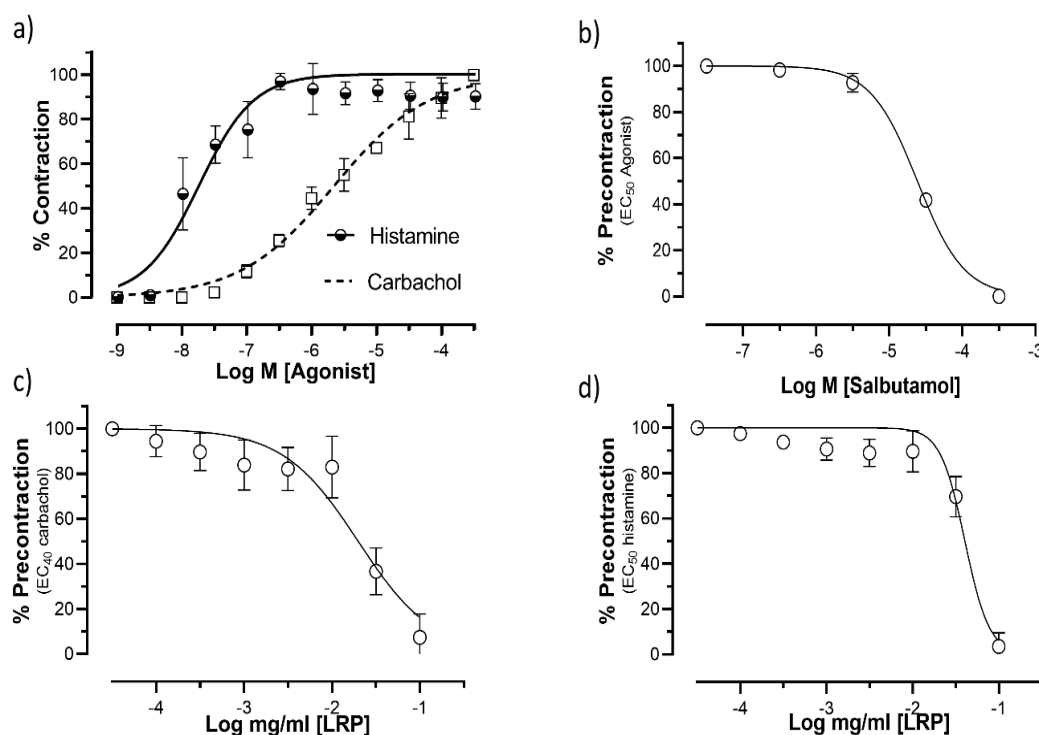 a)
% Contraction
100
80
60
40
20
0
Histamine
Carbachol
-9 -8 -7 -6 -5 -4
Log M [Agonist]
b)
% Precontraction
(EC50 Agonist)
100
80
60
40
20
0
-7 -6 -5 -4 -3
Log M [Salbutamol]
c)
% Precontraction
(EC40 carbachol)
100
80
60
40
20
0
-4 -3 -2 -1
Log mg/ml [LRP]
d)
% Precontraction
(EC50 histamine)
100
80
60
40
20
0
-4 -3 -2 -1
Log mg/ml [LRP]